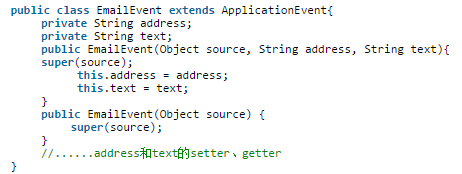 public class EmailEvent extends ApplicationEvent{
private String address;
private String text;
public EmailEvent(Object source, String address, String text){
super(source);
this.address = address;
this.text = text;
}
public EmailEvent(Object source) {
super(source);
}
//......address和text的setter、getter
}